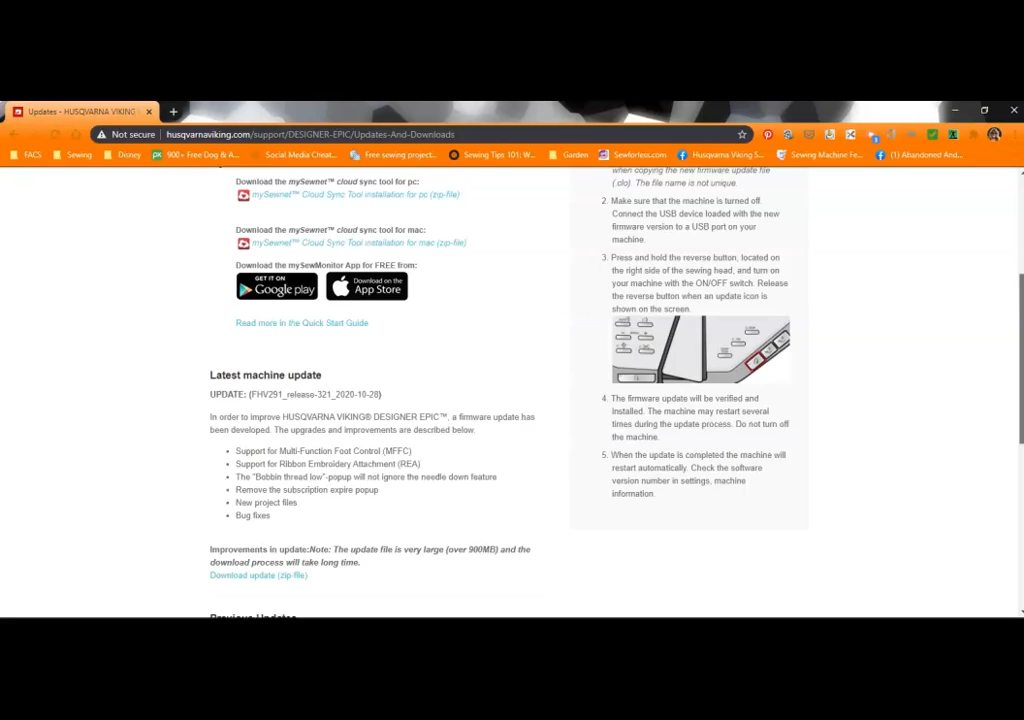 Updates - HUSQVARNA VIKING
Not secure | husqvarnaviking.com/support/DESIGNER-EPIC/Updates-And-Downloads
FACS Sewing Disney 900+ Free Dog & A... Social Media Cheat... Free sewing project... Sewing Tips 101: W... Garden Sewforless.com Husqvarna Viking S... Sewing Machine Fe... (1) Abandoned And...
Download the mySewnet™ cloud sync tool for pc:
mySewnet™ Cloud Sync Tool installation for pc (zip-file)
Download the mySewnet™ cloud sync tool for mac:
mySewnet™ Cloud Sync Tool installation for mac (zip-file)
Download the mySewMonitor App for FREE from:
GET IT ON
Google play
Download on the
App Store
Read more in the Quick Start Guide
Latest machine update
UPDATE: (FHV291_release-321_2020-10-28)
In order to improve HUSQVARNA VIKING® DESIGNER EPIC™, a firmware update has
been developed. The upgrades and improvements are described below.
• Support for Multi-Function Foot Control (MFFC)
• Support for Ribbon Embroidery Attachment (REA)
• The "Bobbin thread low"-popup will not ignore the needle down feature
• Remove the subscription expire popup
• New project files
• Bug fixes
Improvements in update:Note: The update file is very large (over 900MB) and the
download process will take long time.
Download update (zip-file)
Previous Updates
when copying the new firmware update file
(.clo). The file name is not unique.
2. Make sure that the machine is turned off.
Connect the USB device loaded with the new
firmware version to a USB port on your
machine.
3. Press and hold the reverse button, located on
the right side of the sewing head, and turn on
your machine with the ON/OFF switch. Release
the reverse button when an update icon is
shown on the screen.
4. The firmware update will be verified and
installed. The machine may restart several
times during the update process. Do not turn off
the machine.
5. When the update is completed the machine will
restart automatically. Check the software
version number in settings, machine
information.